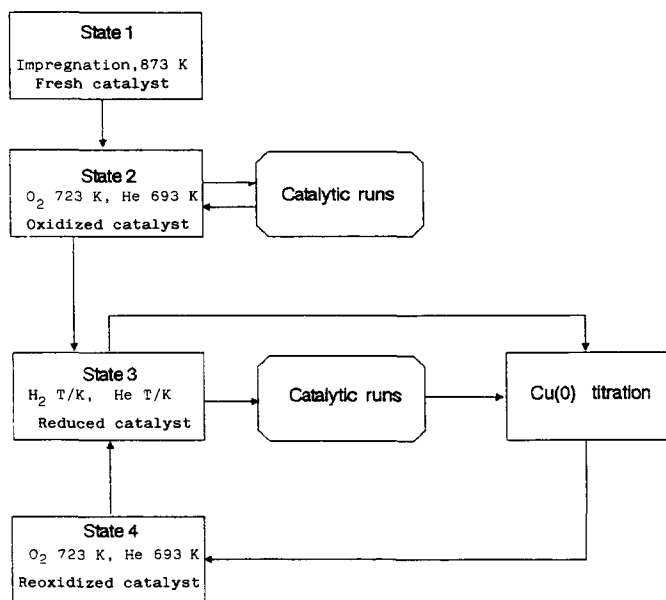 State 1
Impregnation,873 K
Fresh catalyst
State 2
O₂ 723 K, He 693 K
Oxidized catalyst
Catalytic runs
State 3
H₂ T/K, He T/K
Reduced catalyst
Catalytic runs
Cu(0) titration
State 4
O₂ 723 K, He 693 K
Reoxidized catalyst